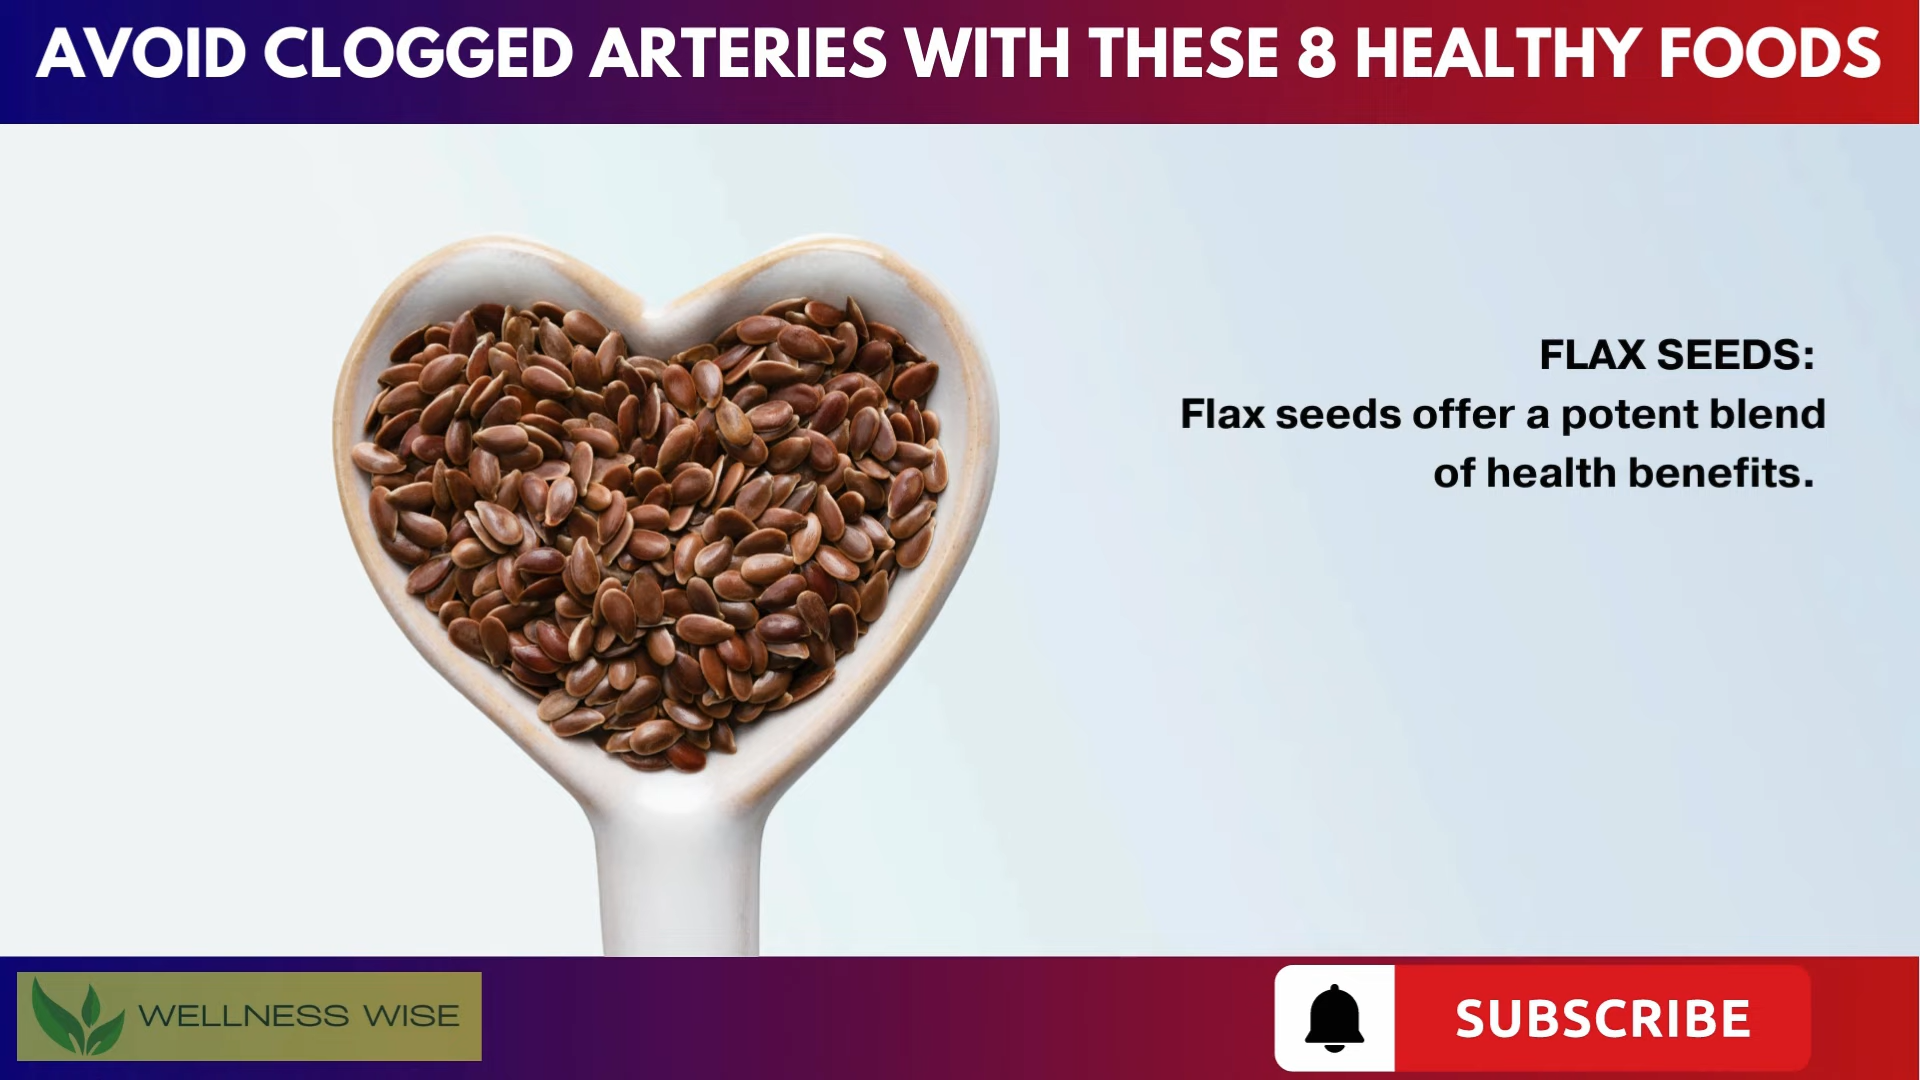 AVOID CLOGGED ARTERIES WITH THESE 8 HEALTHY FOODS
FLAX SEEDS:
Flax seeds offer a potent blend
of health benefits.
WELLNESS WISE
SUBSCRIBE